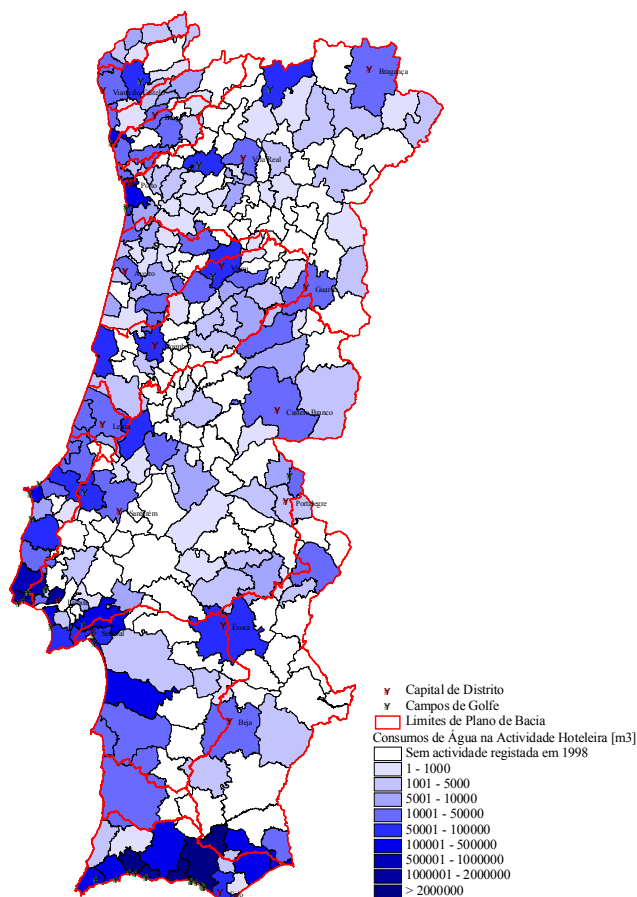 Bragança
Viana do Castelo
Braga
Vila Real
Porto
Viseu
Aveiro
Guarda
Coimbra
Castelo Branco
Leiria
Portalegre
Santarém
Évora
Setúbal
Beja
Faro
Capital de Distrito
Campos de Golfe
Limites de Plano de Bacia
Consumos de Água na Actividade Hoteleira [m3]
Sem actividade registada em 1998
1 - 1000
1001 - 5000
5001 - 10000
10001 - 50000
50001 - 100000
100001 - 500000
500001 - 1000000
1000001 - 2000000
> 2000000